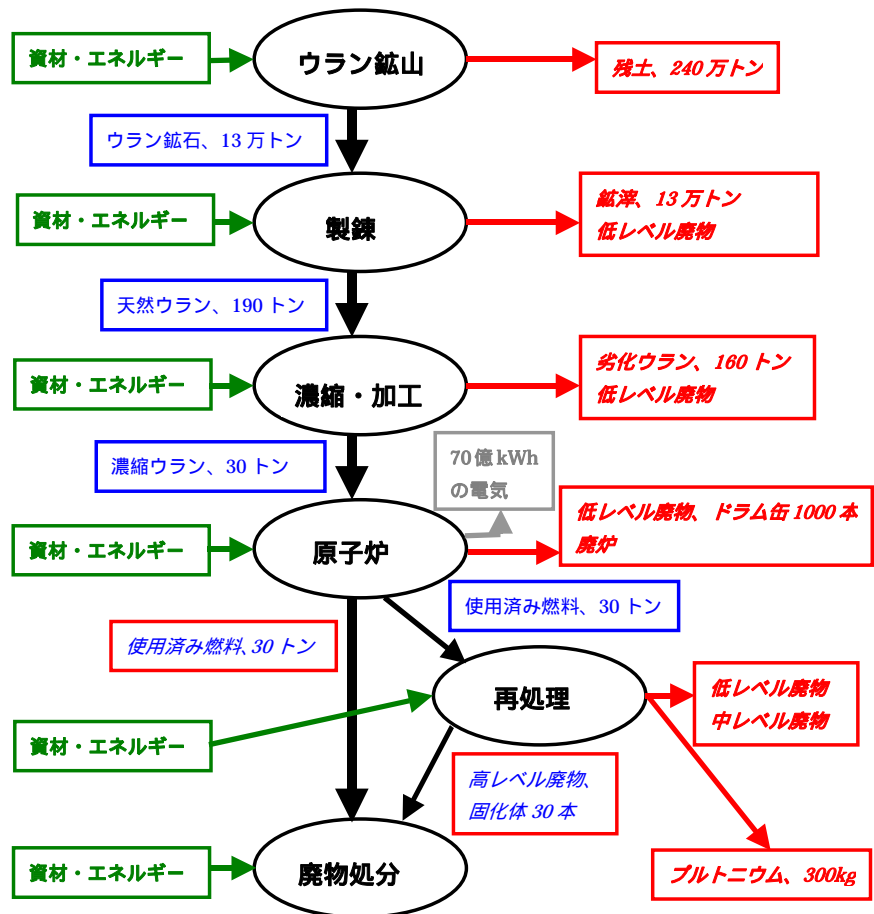 資材・エネルギー
ウラン鉱山
残土、240万トン
ウラン鉱石、13万トン
資材・エネルギー
製錬
鉱滓、13万トン
低レベル廃物
天然ウラン、190トン
資材・エネルギー
濃縮・加工
劣化ウラン、160トン
低レベル廃物
濃縮ウラン、30トン
70億kWh
の電気
資材・エネルギー
原子炉
低レベル廃物、ドラム缶1000本
廃炉
使用済み燃料、30トン
使用済み燃料、30トン
再処理
低レベル廃物
中レベル廃物
資材・エネルギー
高レベル廃物、
固化体30本
資材・エネルギー
廃物処分
プルトニウム、300kg